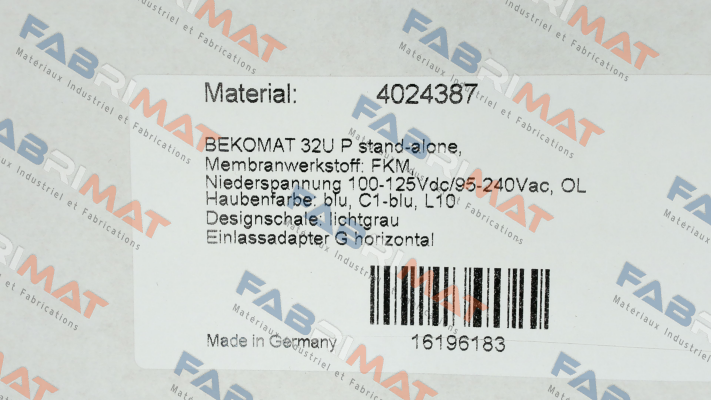 Material: 4024387
BEKOMAT 32U P stand-alone,
Membranwerkstoff: FKM,
Niederspannung 100-125Vdc/95-240Vac, OL
Haubenfarbe: blu, C1-blu, L10
Designschale: lichtgrau
Einlassadapter G horizontal
Made in Germany 16196183
FABRIMAT
Matériaux Industriel et Fabrications